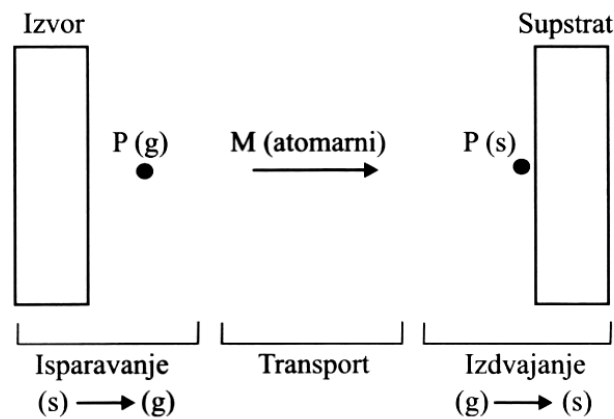 Izvor
Supstrat
P (g)
M (atomarni)
P (s)
Isparavanje
Transport
Izdvajanje
(s) ⟶ (g)
(g) ⟶ (s)